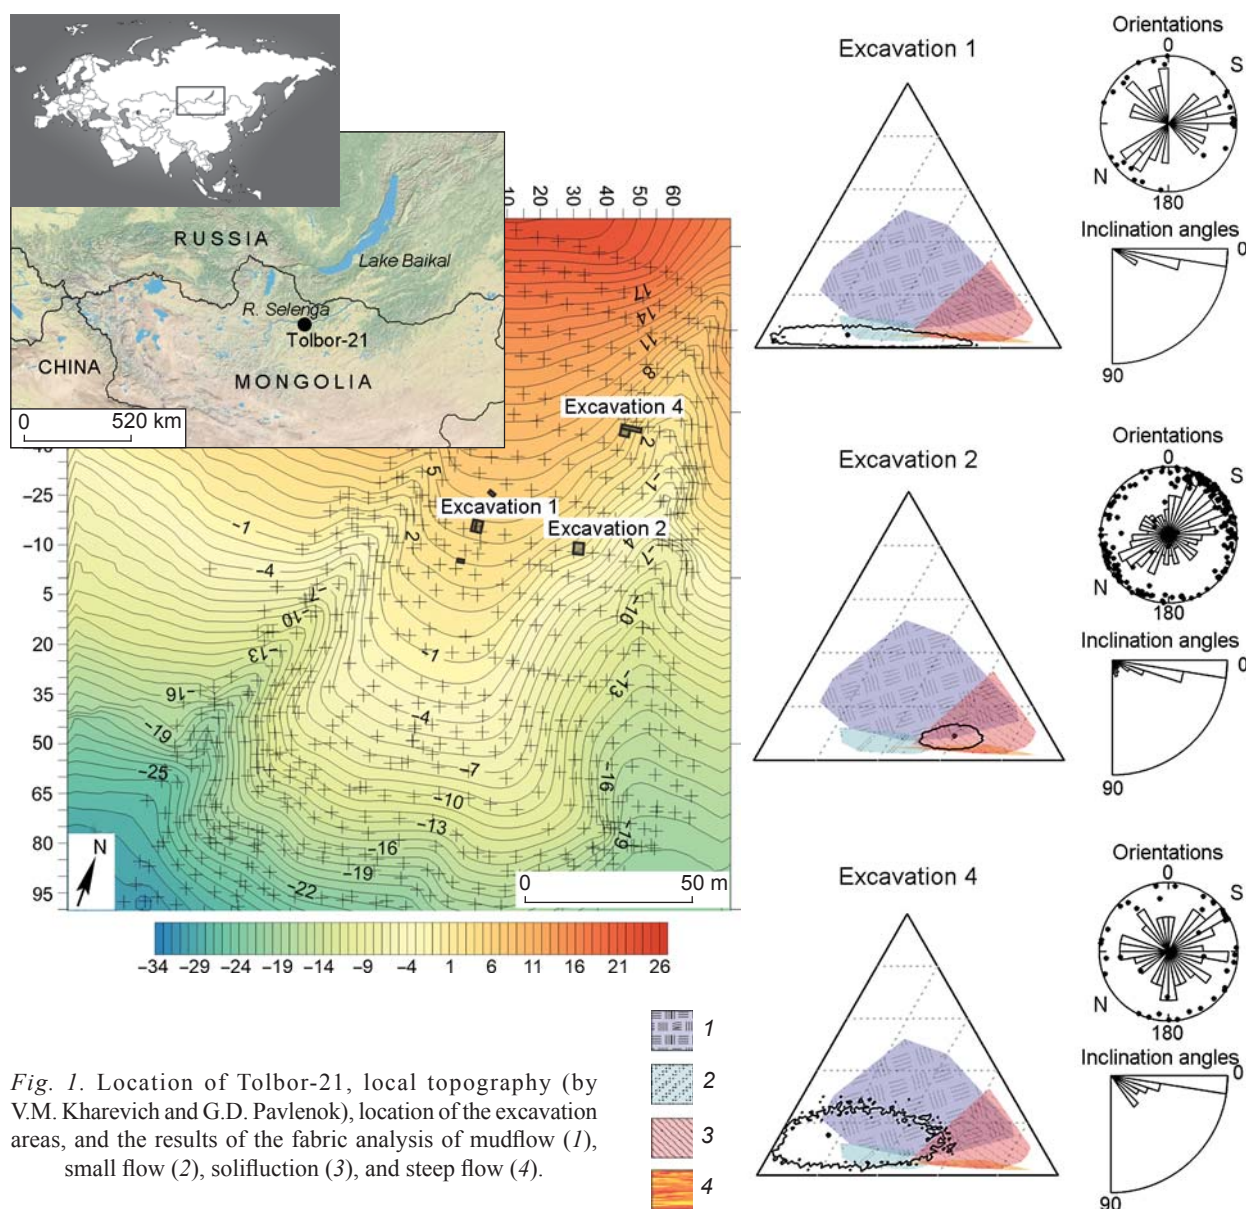 RUSSIA
Lake Baikal
R. Selenga
Tolbor-21
CHINA
MONGOLIA
0 520 km
10 20 30 45 50 60
17
14
11
8
Excavation 4
2
5
-1
Excavation 1
Excavation 2
-1
2
-4
-7
-4
-7
-10
-10
-13
-1
-13
-16
-4
-19
-7
-25
-16
-10
-13
-19
-16
-19
-22
-25
-10
5
20
35
50
65
80
95
N
0 50 m
-34 -29 -24 -19 -14 -9 -4 1 6 11 16 21 26
Excavation 1
Orientations
0
S
N
180
Inclination angles
0
90
Excavation 2
Orientations
0
S
N
180
Inclination angles
0
90
Excavation 4
Orientations
0
S
N
180
Inclination angles
0
90
1
2
3
4
Fig. 1. Location of Tolbor-21, local topography (by
V.M. Kharevich and G.D. Pavlenok), location of the excavation
areas, and the results of the fabric analysis of mudflow (1),
small flow (2), solifluction (3), and steep flow (4).